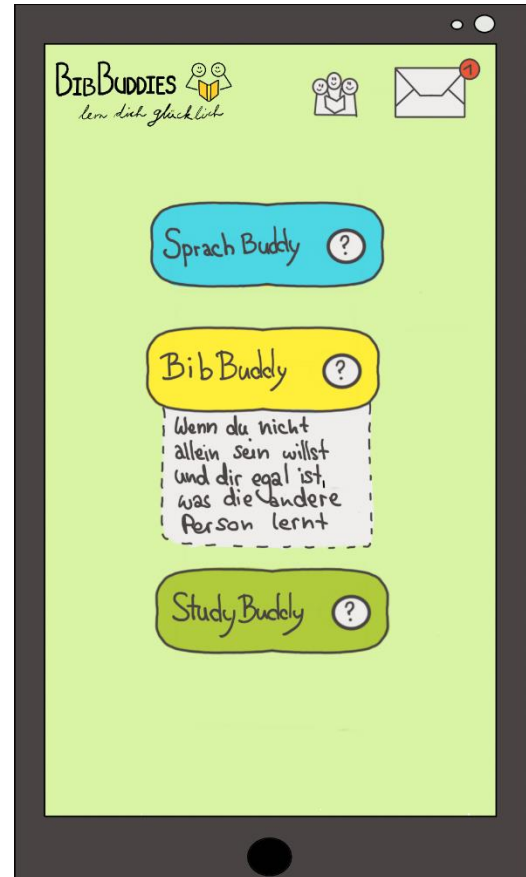 BIBBUDDIES
lern dich glücklich
1
Sprach Buddy ?
Bib Buddy ?
Wenn du nicht
allein sein willst
und dir egal ist,
was die andere
Person lernt
Study Buddy ?